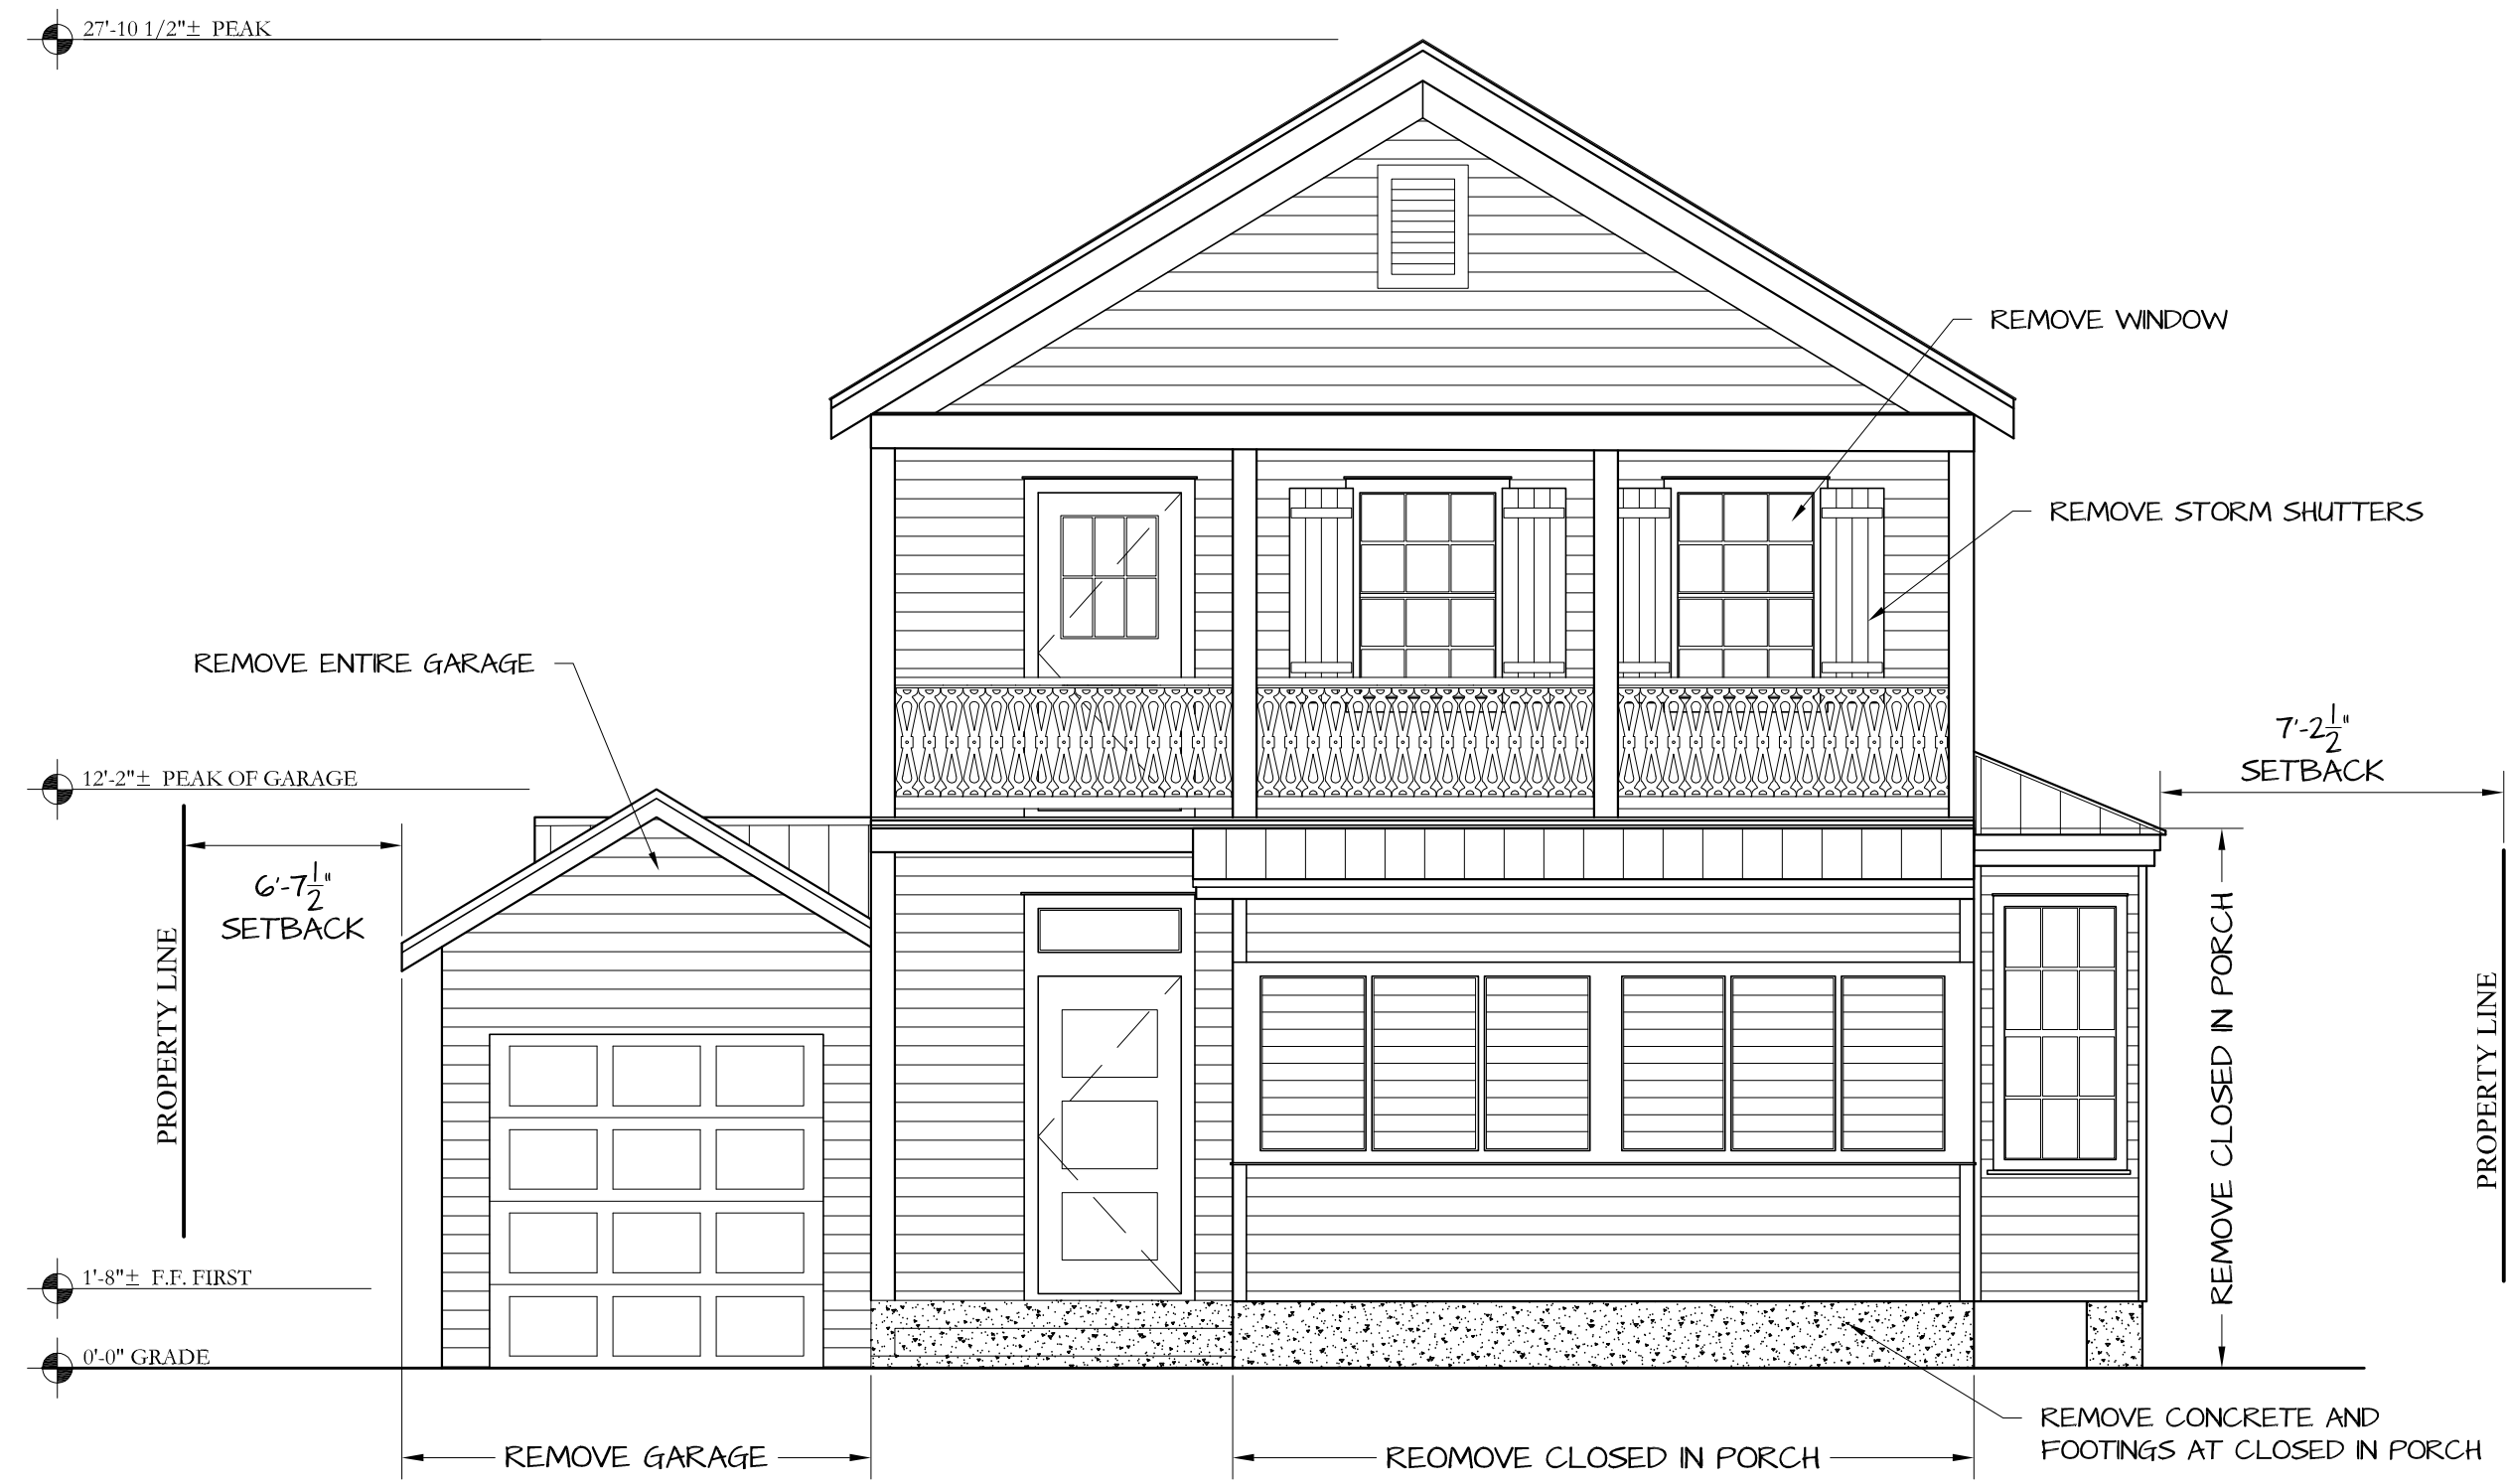 27'-10 1/2"± PEAK
REMOVE WINDOW
REMOVE STORM SHUTTERS
REMOVE ENTIRE GARAGE
7'-2 1/2"
SETBACK
12'-2"± PEAK OF GARAGE
6'-7 1/2"
SETBACK
PROPERTY LINE
REMOVE CLOSED IN PORCH
PROPERTY LINE
1'-8"± F.F. FIRST
0'-0" GRADE
REMOVE CONCRETE AND
FOOTINGS AT CLOSED IN PORCH
REMOVE GARAGE
REOMOVE CLOSED IN PORCH